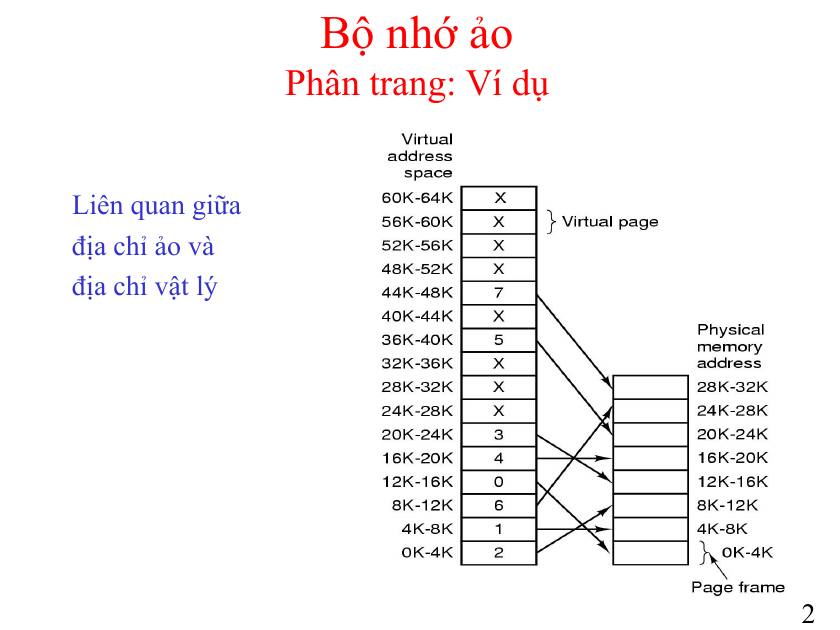 Bộ nhớ ảo
Phân trang: Ví dụ
Liên quan giữa
địa chỉ ảo và
địa chỉ vật lý
Virtual
address
space
60K-64K X
56K-60K X Virtual page
52K-56K X
48K-52K X
44K-48K 7
40K-44K X
36K-40K 5
32K-36K X
28K-32K X
24K-28K X
20K-24K 3
16K-20K 4
12K-16K 0
8K-12K 6
4K-8K 1
0K-4K 2
Physical
memory
address
28K-32K
24K-28K
20K-24K
16K-20K
12K-16K
8K-12K
4K-8K
0K-4K
Page frame
2